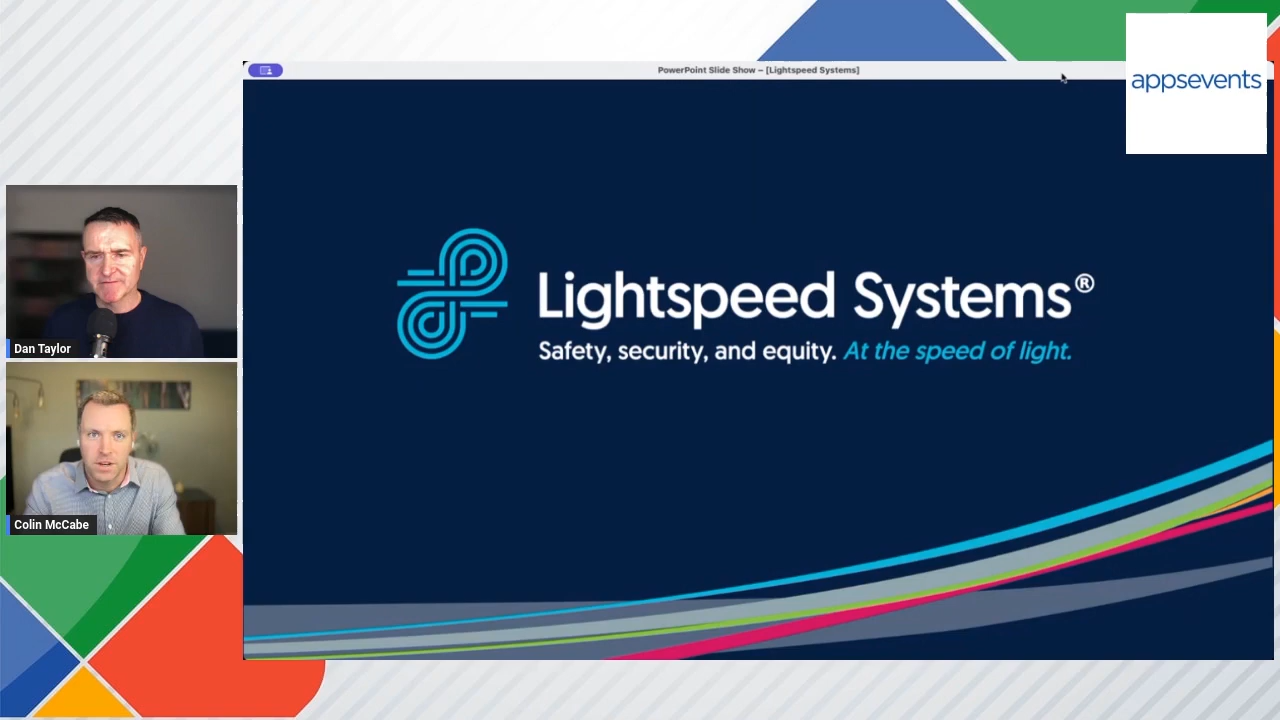 PowerPoint Slide Show – [Lightspeed Systems]
appsevents
Lightspeed Systems®
Safety, security, and equity. At the speed of light.
Dan Taylor
Colin McCabe